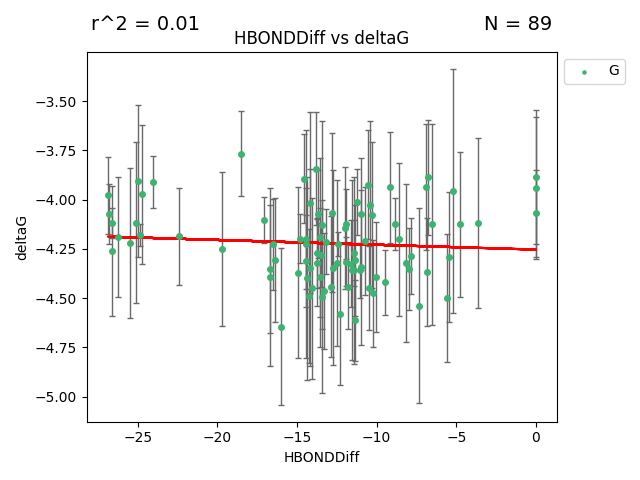 r^2 = 0.01
N = 89
HBONDDiff vs deltaG
G
−3.50
−3.75
−4.00
−4.25
−4.50
−4.75
−5.00
deltaG
−25
−20
−15
−10
−5
0
HBONDDiff